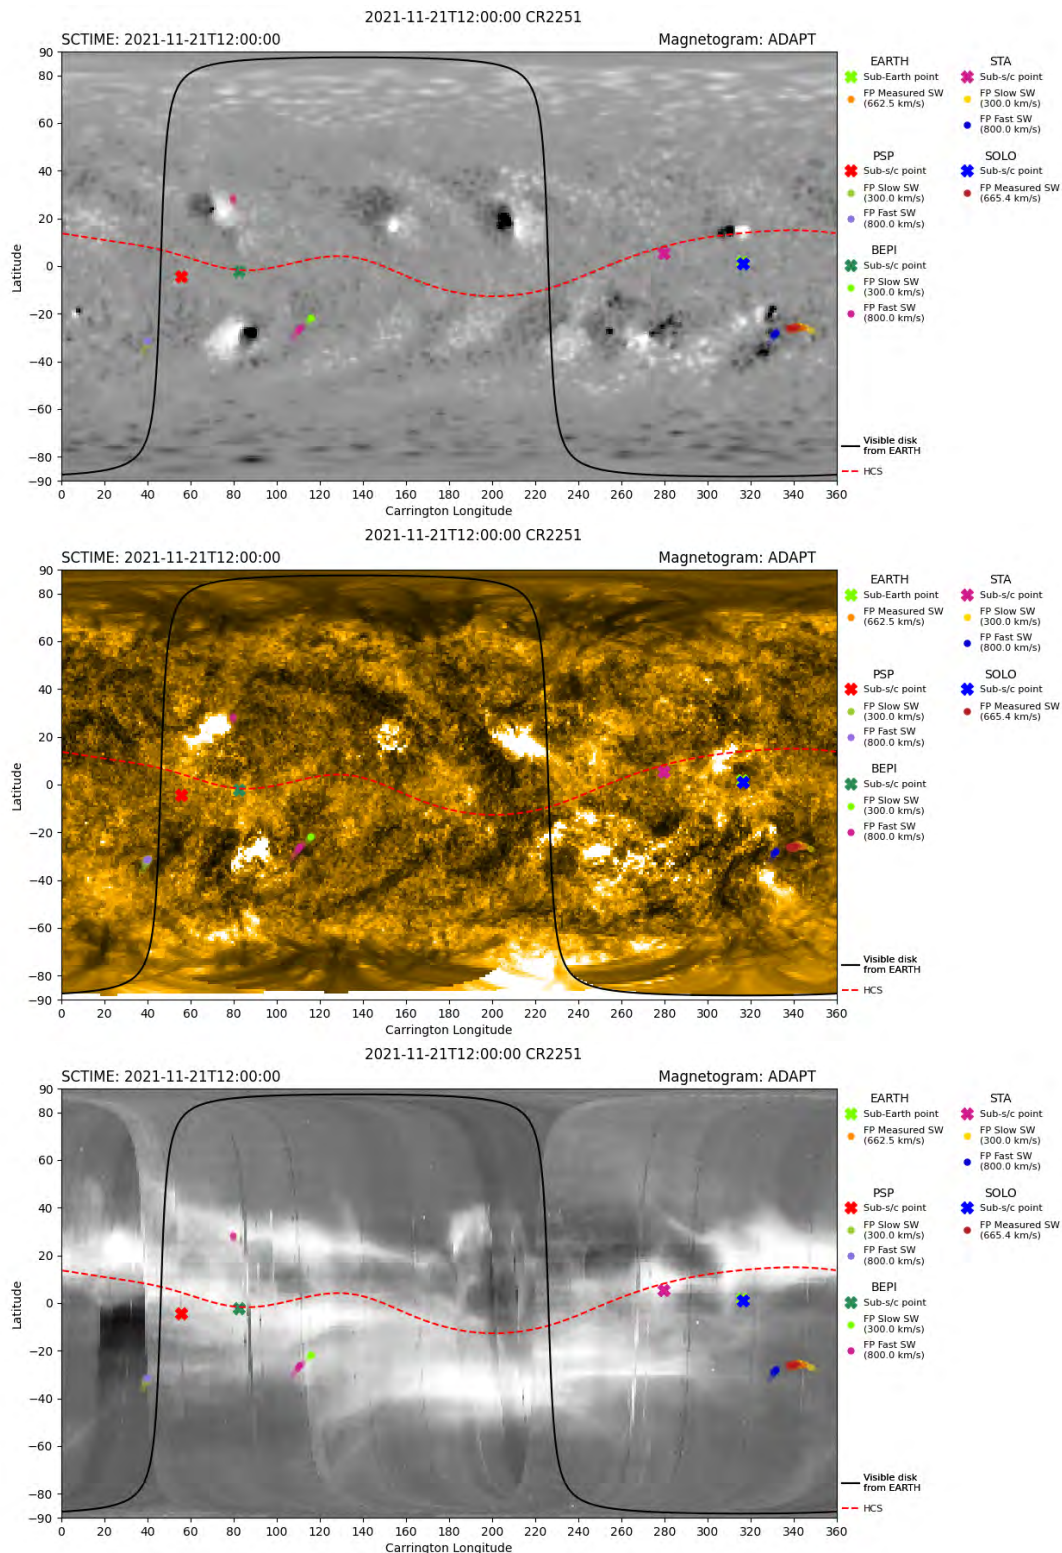 2021-11-21T12:00:00 CR2251
SCTIME: 2021-11-21T12:00:00
Magnetogram: ADAPT
90
80
60
40
20
0
−20
−40
−60
−80
−90
Latitude
0 20 40 60 80 100 120 140 160 180 200 220 240 260 280 300 320 340 360
Carrington Longitude
EARTH
Sub-Earth point
FP Measured SW
(662.5 km/s)
PSP
Sub-s/c point
FP Slow SW
(300.0 km/s)
FP Fast SW
(800.0 km/s)
BEPI
Sub-s/c point
FP Slow SW
(300.0 km/s)
FP Fast SW
(800.0 km/s)
STA
Sub-s/c point
FP Slow SW
(300.0 km/s)
FP Fast SW
(800.0 km/s)
SOLO
Sub-s/c point
FP Measured SW
(665.4 km/s)
Visible disk
from EARTH
HCS
2021-11-21T12:00:00 CR2251
SCTIME: 2021-11-21T12:00:00
Magnetogram: ADAPT
90
80
60
40
20
0
−20
−40
−60
−80
−90
Latitude
0 20 40 60 80 100 120 140 160 180 200 220 240 260 280 300 320 340 360
Carrington Longitude
EARTH
Sub-Earth point
FP Measured SW
(662.5 km/s)
PSP
Sub-s/c point
FP Slow SW
(300.0 km/s)
FP Fast SW
(800.0 km/s)
BEPI
Sub-s/c point
FP Slow SW
(300.0 km/s)
FP Fast SW
(800.0 km/s)
STA
Sub-s/c point
FP Slow SW
(300.0 km/s)
FP Fast SW
(800.0 km/s)
SOLO
Sub-s/c point
FP Measured SW
(665.4 km/s)
Visible disk
from EARTH
HCS
2021-11-21T12:00:00 CR2251
SCTIME: 2021-11-21T12:00:00
Magnetogram: ADAPT
90
80
60
40
20
0
−20
−40
−60
−80
−90
Latitude
0 20 40 60 80 100 120 140 160 180 200 220 240 260 280 300 320 340 360
Carrington Longitude
EARTH
Sub-Earth point
FP Measured SW
(662.5 km/s)
PSP
Sub-s/c point
FP Slow SW
(300.0 km/s)
FP Fast SW
(800.0 km/s)
BEPI
Sub-s/c point
FP Slow SW
(300.0 km/s)
FP Fast SW
(800.0 km/s)
STA
Sub-s/c point
FP Slow SW
(300.0 km/s)
FP Fast SW
(800.0 km/s)
SOLO
Sub-s/c point
FP Measured SW
(665.4 km/s)
Visible disk
from EARTH
HCS